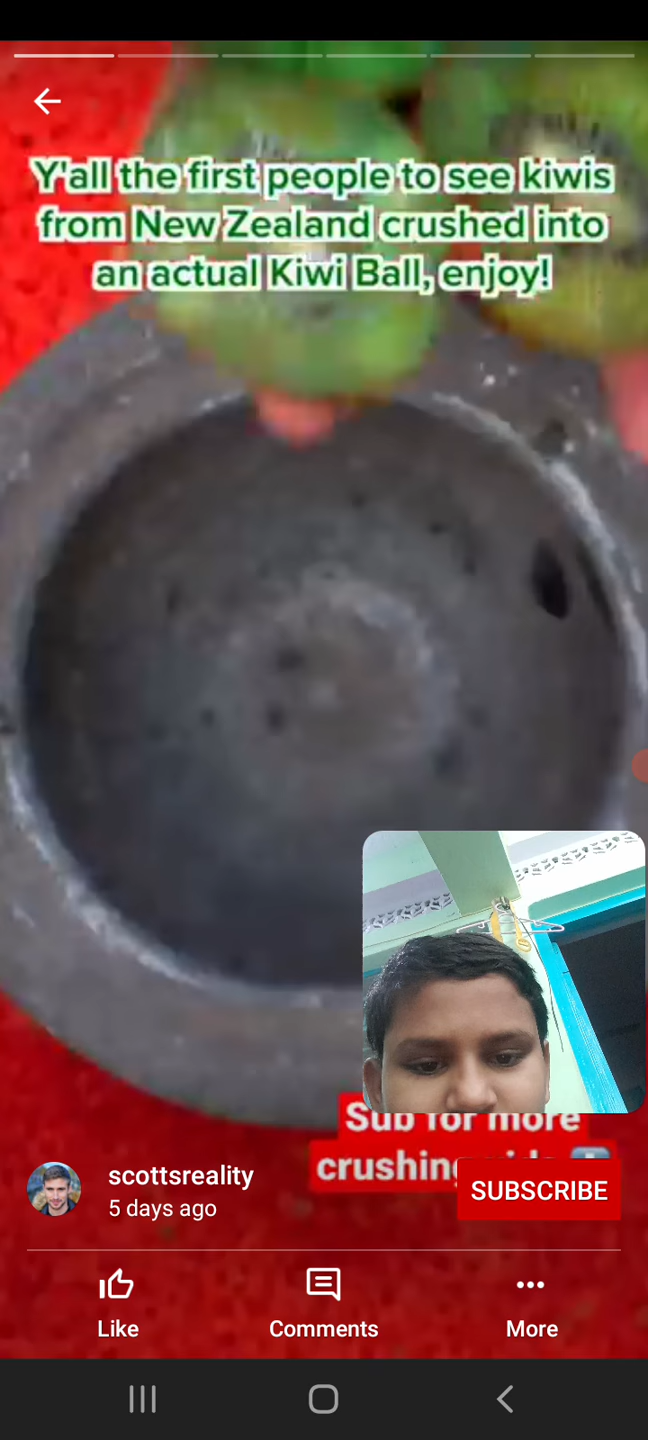 Y'all the first people to see kiwis
from New Zealand crushed into
an actual Kiwi Ball, enjoy!
Sub for more
crushing
scottsreality
5 days ago
SUBSCRIBE
Like
Comments
More